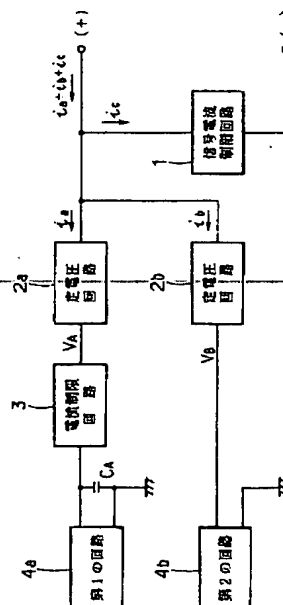 (+)
ia+ib+ic
ic
1
信号電流
制御回路
ia
2a
定電圧
回路
VA
3
電流制限
回路
CA
4a
第1の回路
ib
2b
定電圧
回路
VB
4b
第2の回路